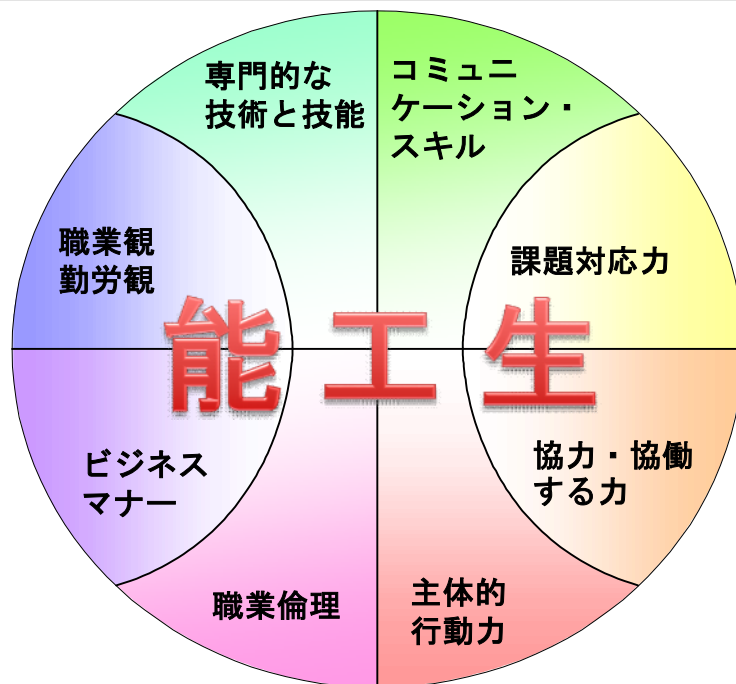 専門的な
技術と技能
コミュニ
ケーション・
スキル
職業観
勤労観
課題対応力
能工生
ビジネス
マナー
協力・協働
する力
職業倫理
主体的
行動力